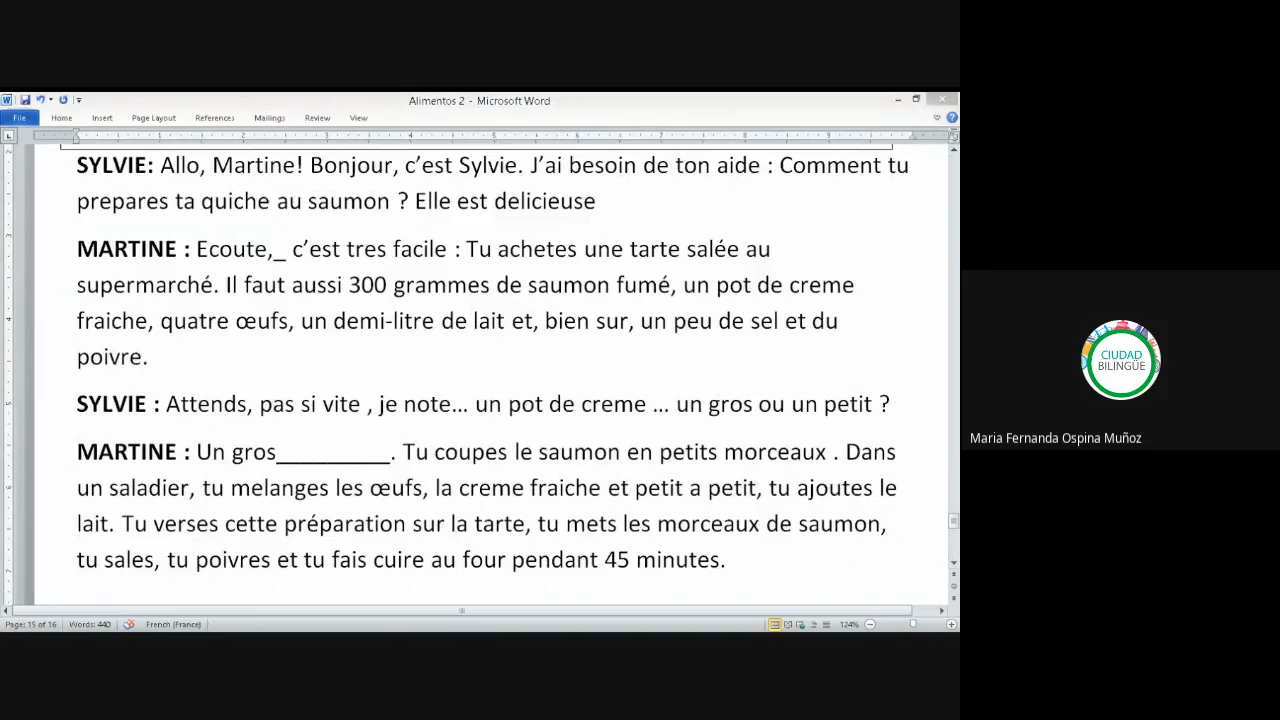 Alimentos 2 - Microsoft Word
File Home Insert Page Layout References Mailings Review View
SYLVIE: Allo, Martine! Bonjour, c’est Sylvie. J’ai besoin de ton aide : Comment tu
prepares ta quiche au saumon ? Elle est delicieuse
MARTINE : Ecoute,_ c’est tres facile : Tu achetes une tarte salée au
supermarché. Il faut aussi 300 grammes de saumon fumé, un pot de creme
fraiche, quatre œufs, un demi-litre de lait et, bien sur, un peu de sel et du
poivre.
SYLVIE : Attends, pas si vite , je note… un pot de creme … un gros ou un petit ?
MARTINE : Un gros_________. Tu coupes le saumon en petits morceaux . Dans
un saladier, tu melanges les œufs, la creme fraiche et petit a petit, tu ajoutes le
lait. Tu verses cette préparation sur la tarte, tu mets les morceaux de saumon,
tu sales, tu poivres et tu fais cuire au four pendant 45 minutes.
Page: 15 of 16 Words: 440 French (France) 124%
CIUDAD
BILINGÜE
Maria Fernanda Ospina Muñoz